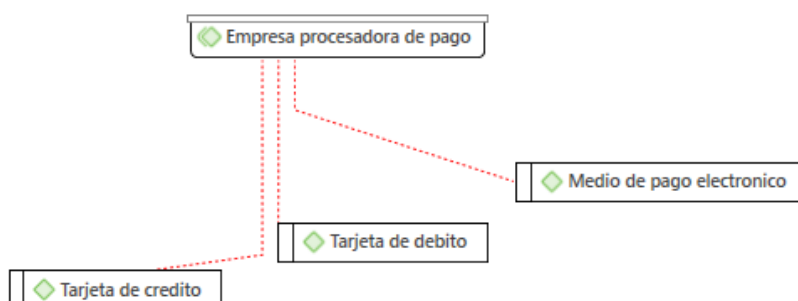 Empresa procesadora de pago
Medio de pago electronico
Tarjeta de debito
Tarjeta de credito